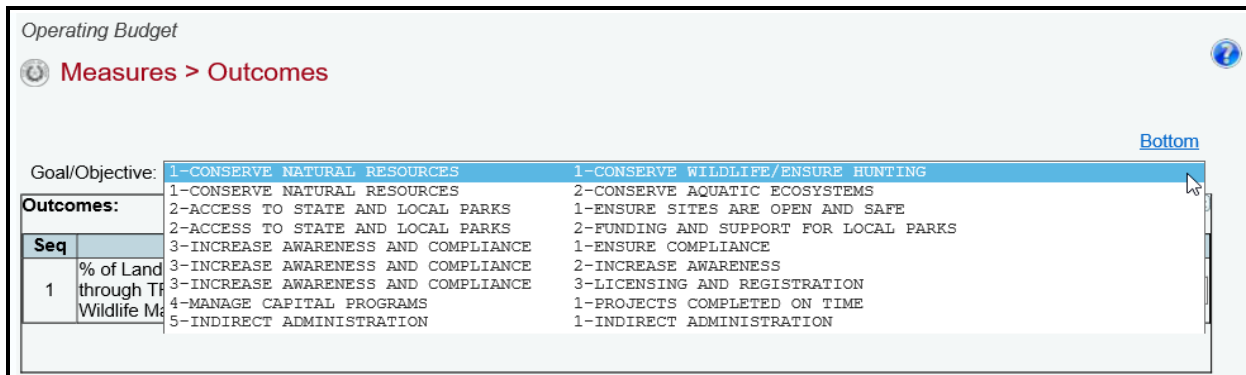 Operating Budget
Measures > Outcomes
Bottom
Goal/Objective: 1-CONSERVE NATURAL RESOURCES 1-CONSERVE WILDLIFE/ENSURE HUNTING
1-CONSERVE NATURAL RESOURCES 2-CONSERVE AQUATIC ECOSYSTEMS
Outcomes: 2-ACCESS TO STATE AND LOCAL PARKS 1-ENSURE SITES ARE OPEN AND SAFE
2-ACCESS TO STATE AND LOCAL PARKS 2-FUNDING AND SUPPORT FOR LOCAL PARKS
Seq 3-INCREASE AWARENESS AND COMPLIANCE 1-ENSURE COMPLIANCE
% of Land 3-INCREASE AWARENESS AND COMPLIANCE 2-INCREASE AWARENESS
1 through 3-INCREASE AWARENESS AND COMPLIANCE 3-LICENSING AND REGISTRATION
Wildlife 4-MANAGE CAPITAL PROGRAMS 1-PROJECTS COMPLETED ON TIME
5-INDIRECT ADMINISTRATION 1-INDIRECT ADMINISTRATION